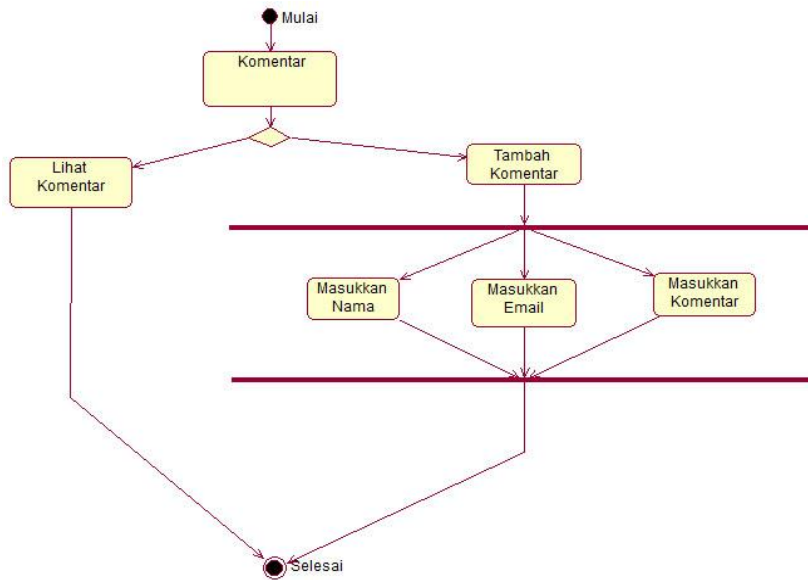 Mulai
Komentar
Lihat
Komentar
Tambah
Komentar
Masukkan
Nama
Masukkan
Email
Masukkan
Komentar
Selesai